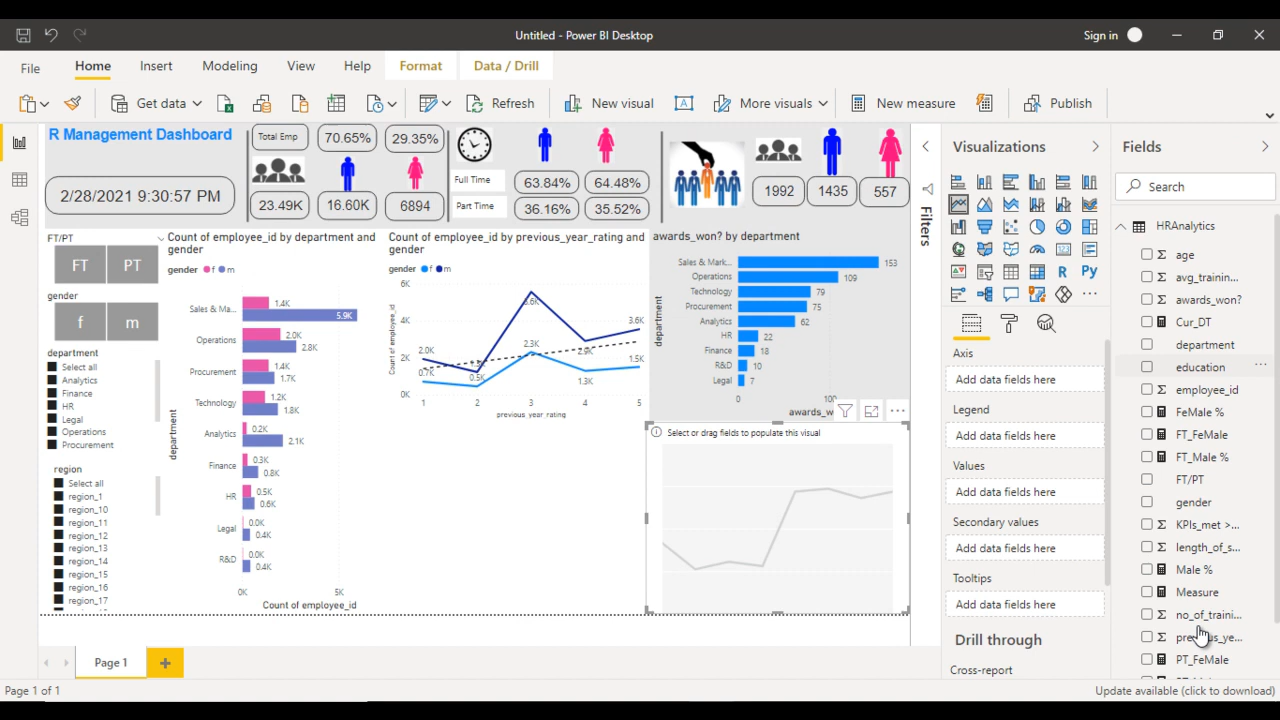 Untitled - Power BI Desktop
Sign in
File
Home
Insert
Modeling
View
Help
Format
Data / Drill
Get data
Refresh
New visual
More visuals
New measure
Publish
R Management Dashboard
2/28/2021 9:30:57 PM
Total Emp
70.65%
29.35%
23.49K
16.60K
6894
Full Time
Part Time
63.84%
64.48%
36.16%
35.52%
1992
1435
557
FT/PT
FT
PT
gender
f
m
department
Select all
Analytics
Finance
HR
Legal
Operations
Procurement
region
Select all
region_1
region_10
region_11
region_12
region_13
region_14
region_15
region_16
region_17
Count of employee_id by department and
gender
gender f m
department
Sales & Ma...
1.4K
5.9K
Operations
2.0K
2.8K
Procurement
1.4K
1.7K
Technology
1.2K
1.8K
Analytics
0.2K
2.1K
Finance
0.3K
0.8K
HR
0.5K
0.6K
Legal
0.0K
0.4K
R&D
0.0K
0.4K
0K
5K
Count of employee_id
Count of employee_id by previous_year_rating and
gender
gender f m
Count of employee_id
6K
4K
2K
0K
2.0K
0.7K
0.5K
2.3K
2.9K
1.3K
3.6K
1.5K
1
2
3
4
5
previous_year_rating
awards_won? by department
department
Sales & Mark... 153
Operations 109
Technology 79
Procurement 75
Analytics 62
HR 22
Finance 18
R&D 10
Legal 7
0
100
awards_w
Select or drag fields to populate this visual
Filters
Visualizations
R
Py
Axis
Add data fields here
Legend
Add data fields here
Values
Add data fields here
Secondary values
Add data fields here
Tooltips
Add data fields here
Drill through
Cross-report
Fields
Search
HRAnalytics
age
avg_trainin...
awards_won?
Cur_DT
department
education
employee_id
FeMale %
FT_FeMale
FT_Male %
FT/PT
gender
KPIs_met >...
length_of_s...
Male %
Measure
no_of_traini...
PT_FeMale
Page 1
Page 1 of 1
Update available (click to download)